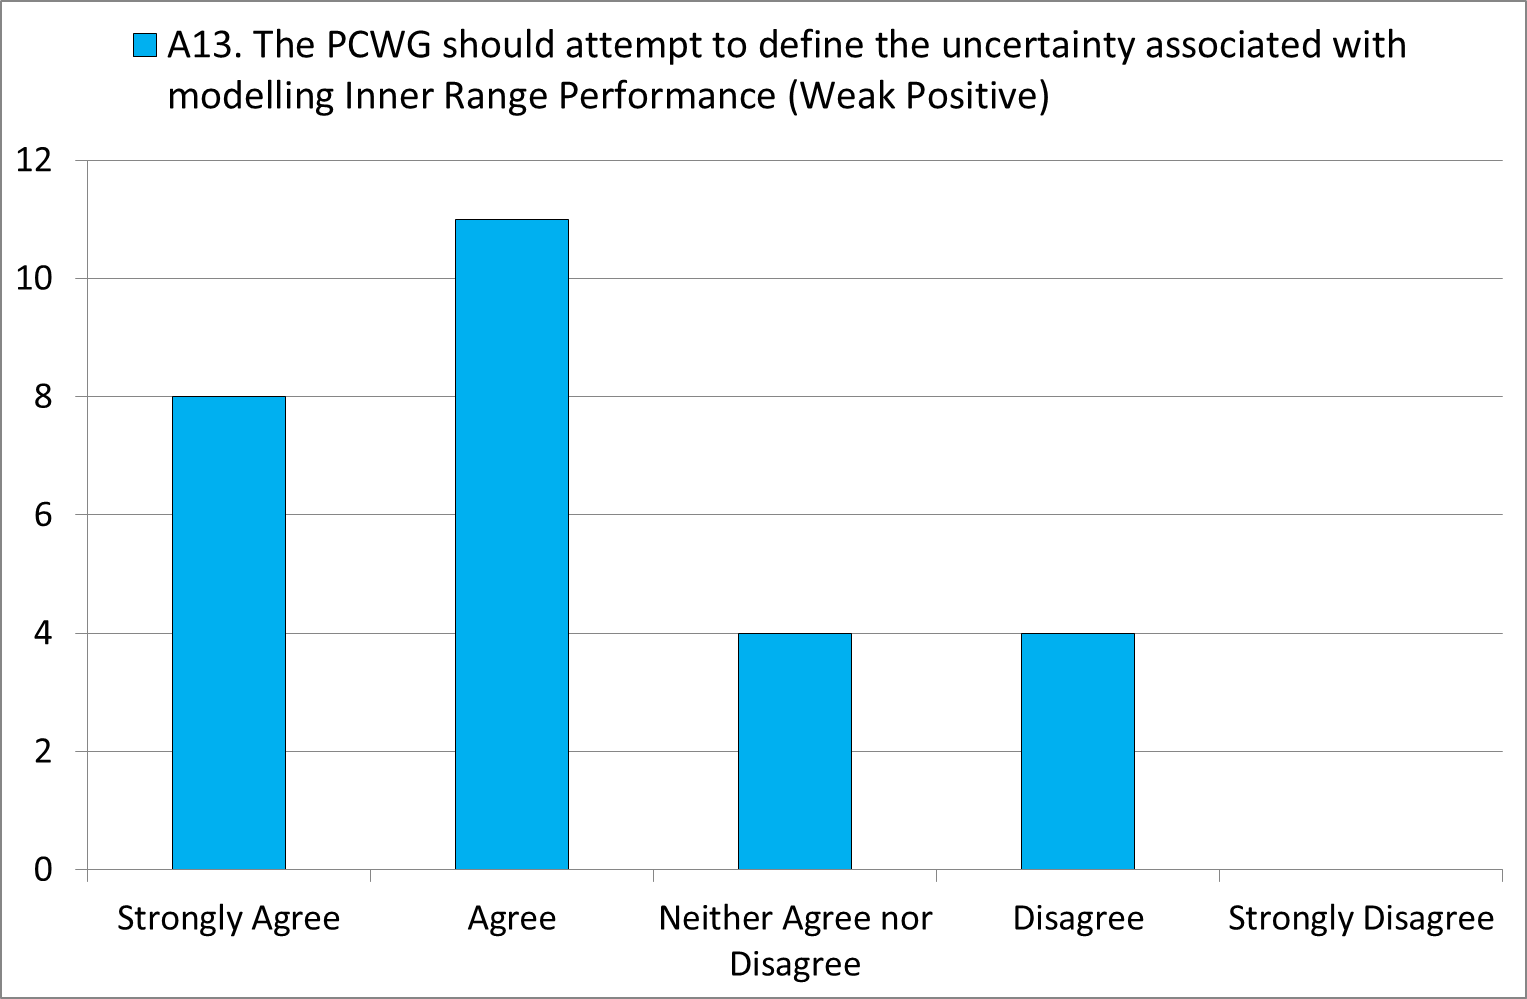 A13. The PCWG should attempt to define the uncertainty associated with
modelling Inner Range Performance (Weak Positive)
12
10
8
6
4
2
0
Strongly Agree
Agree
Neither Agree nor
Disagree
Disagree
Strongly Disagree